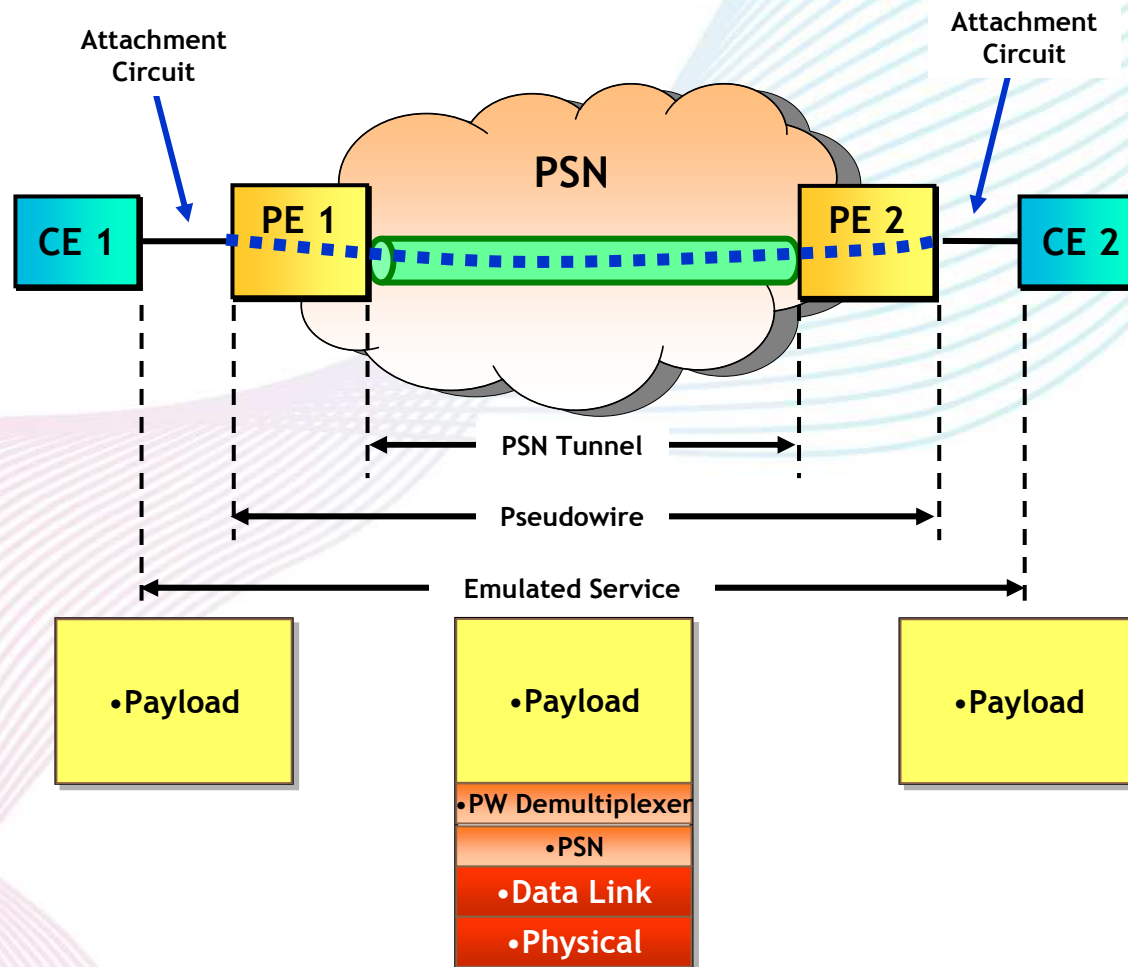 Attachment
Circuit
Attachment
Circuit
PSN
CE 1
PE 1
PE 2
CE 2
PSN Tunnel
Pseudowire
Emulated Service
•Payload
•Payload
•Payload
•PW Demultiplexer
•PSN
•Data Link
•Physical